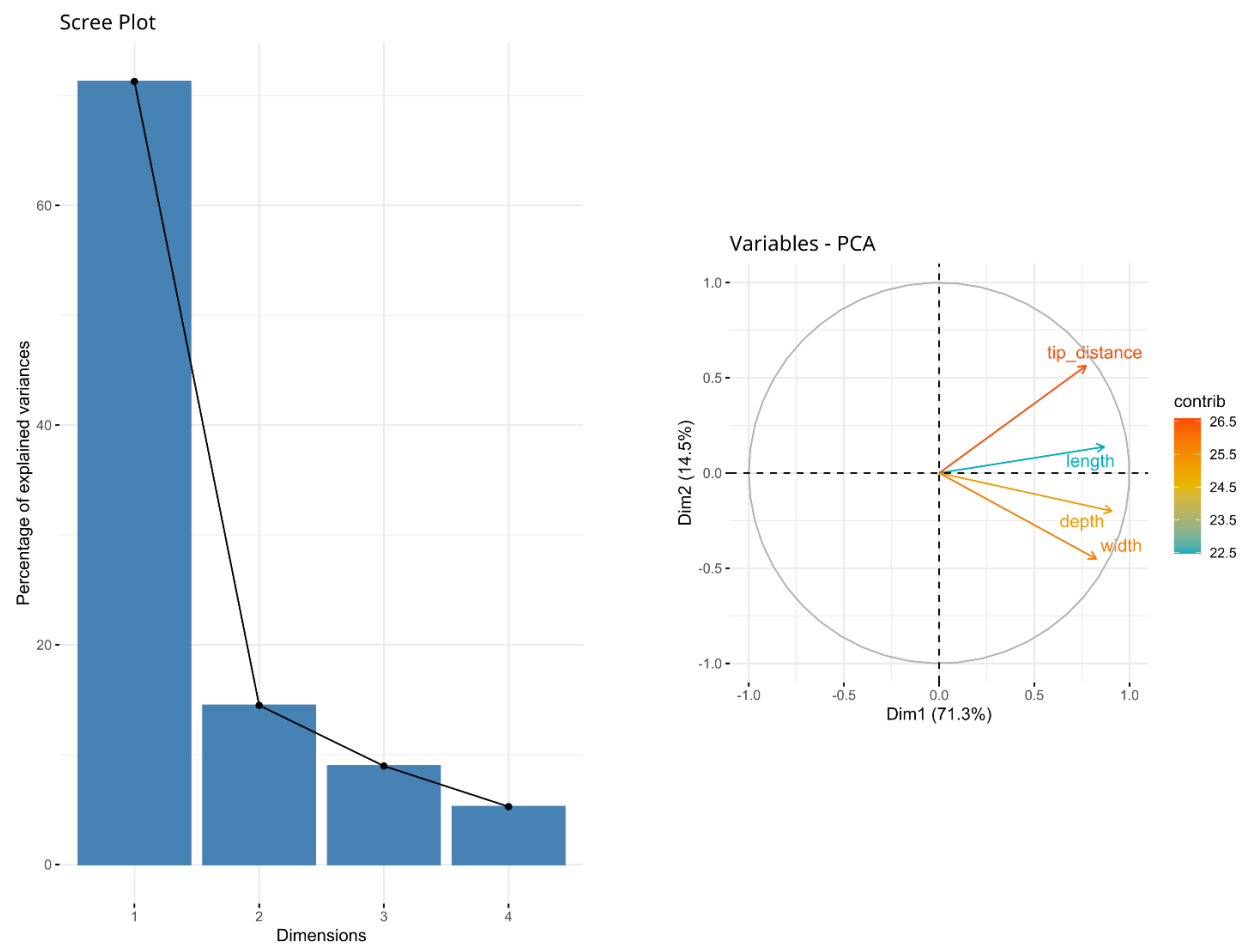 Scree Plot
Percentage of explained variances
60
40
20
0
1 2 3 4
Dimensions
Variables - PCA
Dim2 (14.5%)
1.0
0.5
0.0
-0.5
-1.0
tip_distance
length
depth
width
-1.0 -0.5 0.0 0.5 1.0
Dim1 (71.3%)
contrib
26.5
25.5
24.5
23.5
22.5